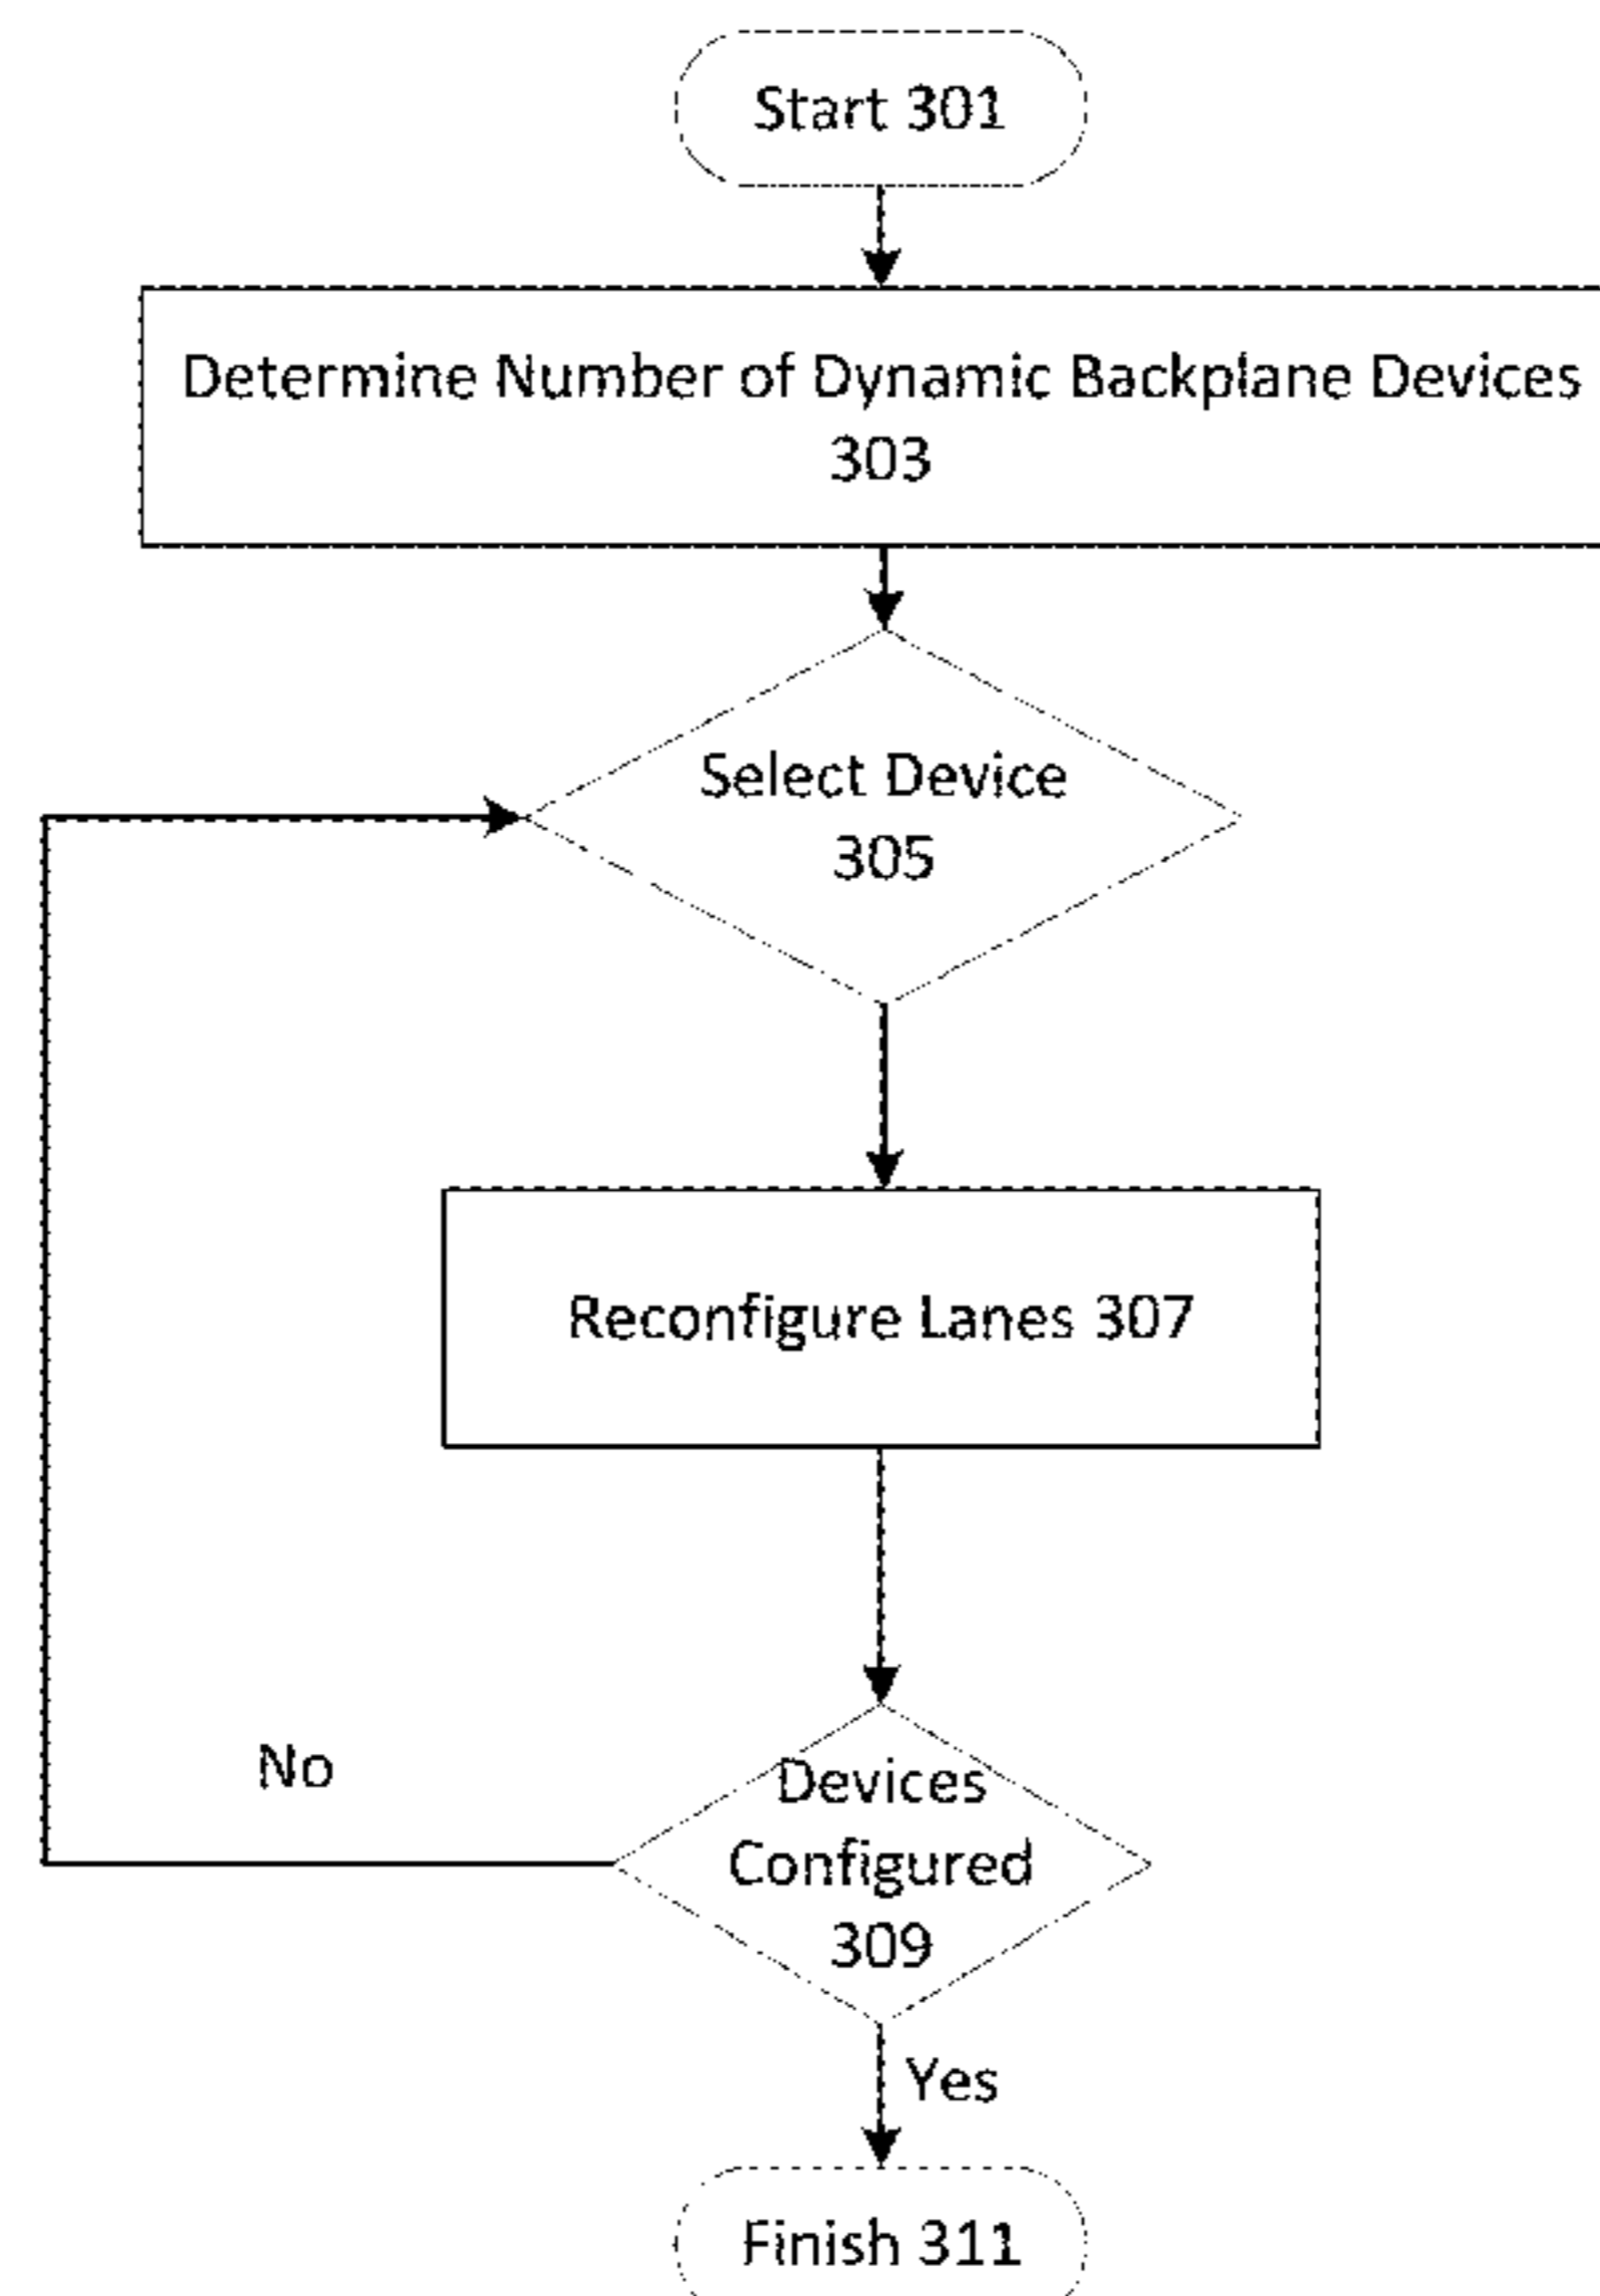 Start 301
Determine Number of Dynamic Backplane Devices
303
Select Device
305
Reconfigure Lanes 307
No
Devices
Configured
309
Yes
Finish 311